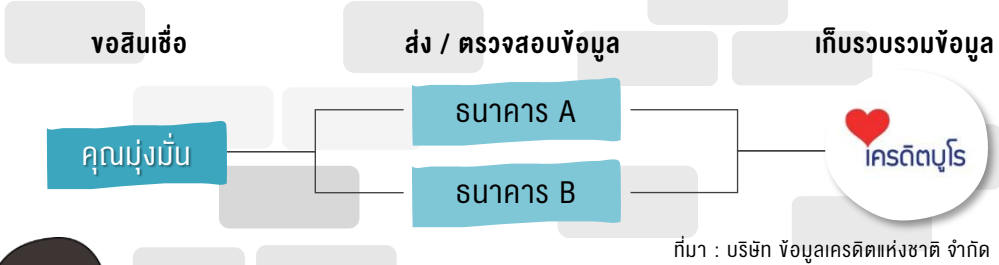 ขอสินเชื่อ
ส่ง / ตรวจสอบข้อมูล
เก็บรวบรวมข้อมูล
ธนาคาร A
คุณมุ่งมั่น
เครดิตบูโร
ธนาคาร B
ที่มา : บริษัท ข้อมูลเครดิตแห่งชาติ จำกัด